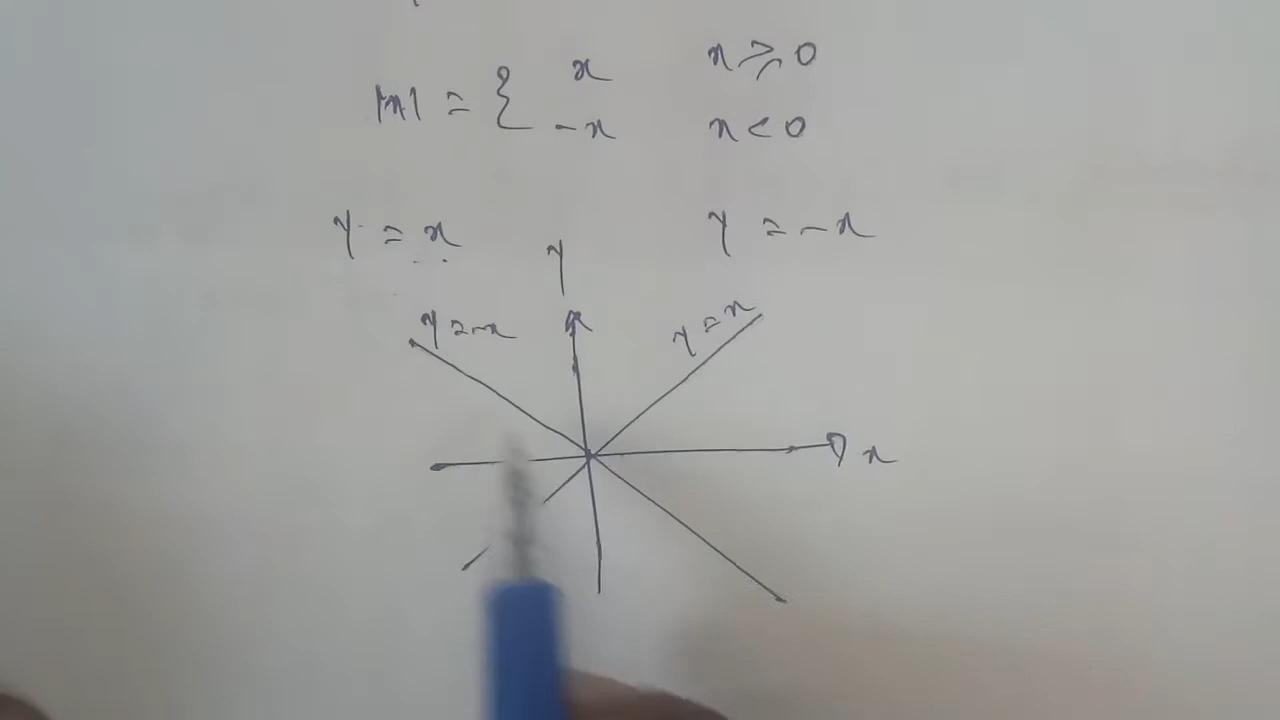 |x| = { x x ≥ 0
-x x < 0
y = x y = -x
y
y = -x y = x
x